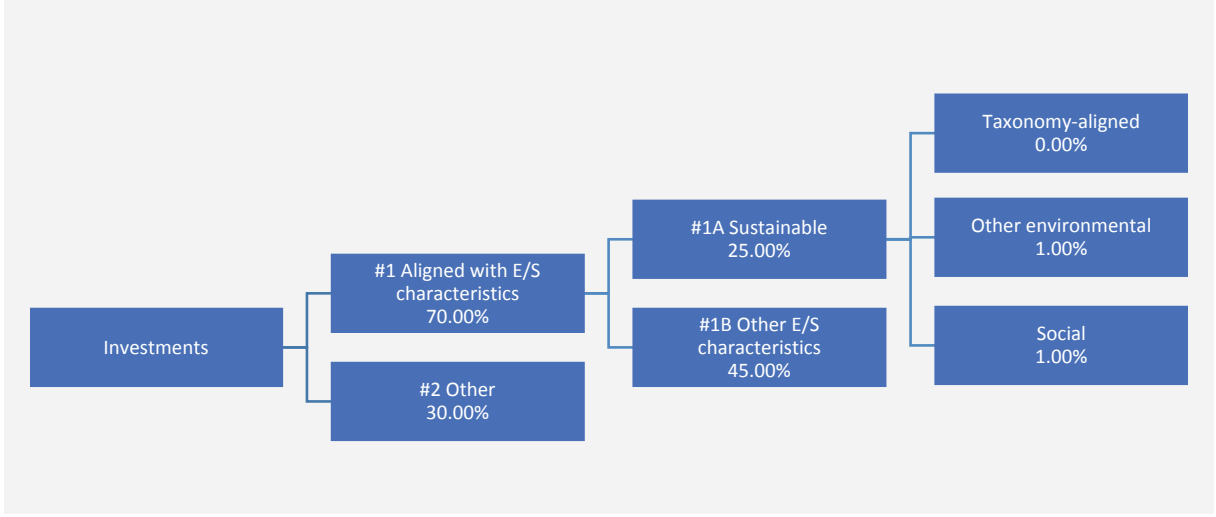 Investments
#1 Aligned with E/S
characteristics
70.00%
#2 Other
30.00%
#1A Sustainable
25.00%
#1B Other E/S
characteristics
45.00%
Taxonomy-aligned
0.00%
Other environmental
1.00%
Social
1.00%